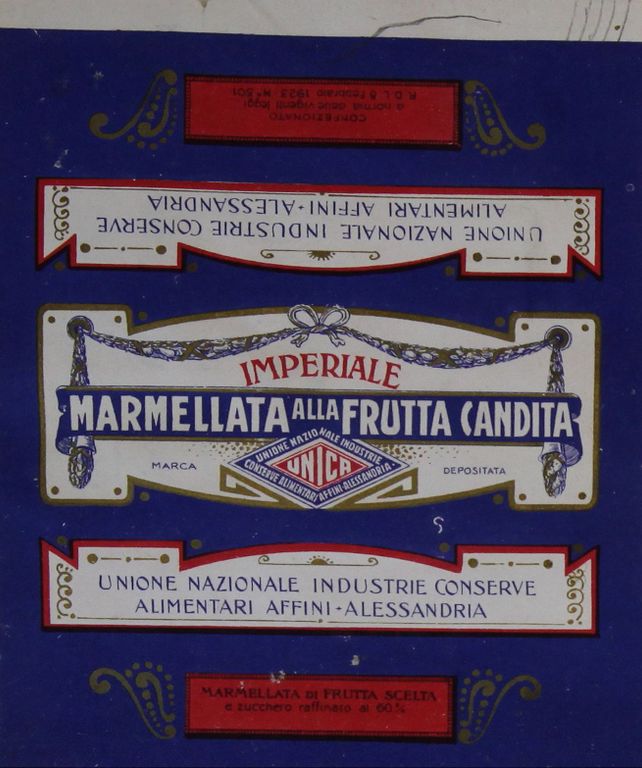 CONFEZIONATO
a norma delle vigenti leggi
R. D. L. 8 Febbraio 1923 N° 501
UNIONE NAZIONALE INDUSTRIE CONSERVE
ALIMENTARI AFFINI-ALESSANDRIA
IMPERIALE
MARMELLATA ALLA FRUTTA CANDITA
MARCA
UNIONE NAZIONALE INDUSTRIE
UNICA
CONSERVE ALIMENTARI AFFINI-ALESSANDRIA-
DEPOSITATA
UNIONE NAZIONALE INDUSTRIE CONSERVE
ALIMENTARI AFFINI-ALESSANDRIA
MARMELLATA DI FRUTTA SCELTA
e zucchero raffinato al 60%